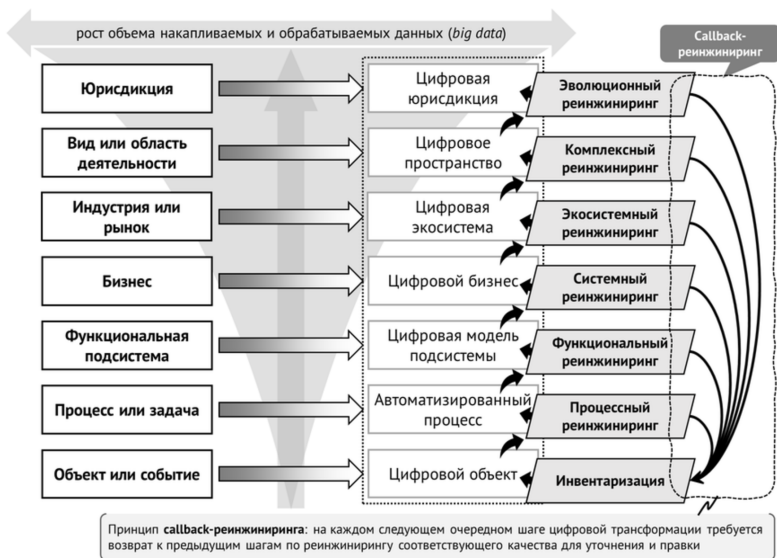 рост объема накапливаемых и обрабатываемых данных (big data)
Callback-
реинжиниринг
Юрисдикция
Цифровая
юрисдикция
Эволюционный
реинжиниринг
Вид или область
деятельности
Цифровое
пространство
Комплексный
реинжиниринг
Индустрия или
рынок
Цифровая
экосистема
Экосистемный
реинжиниринг
Бизнес
Цифровой бизнес
Системный
реинжиниринг
Функциональная
подсистема
Цифровая модель
подсистемы
Функциональный
реинжиниринг
Процесс или задача
Автоматизированный
процесс
Процессный
реинжиниринг
Объект или событие
Цифровой объект
Инвентаризация
Принцип callback-реинжиниринга: на каждом следующем очередном шаге цифровой трансформации требуется
возврат к предыдущим шагам по реинжинирингу соответствующего качества для уточнения и правки